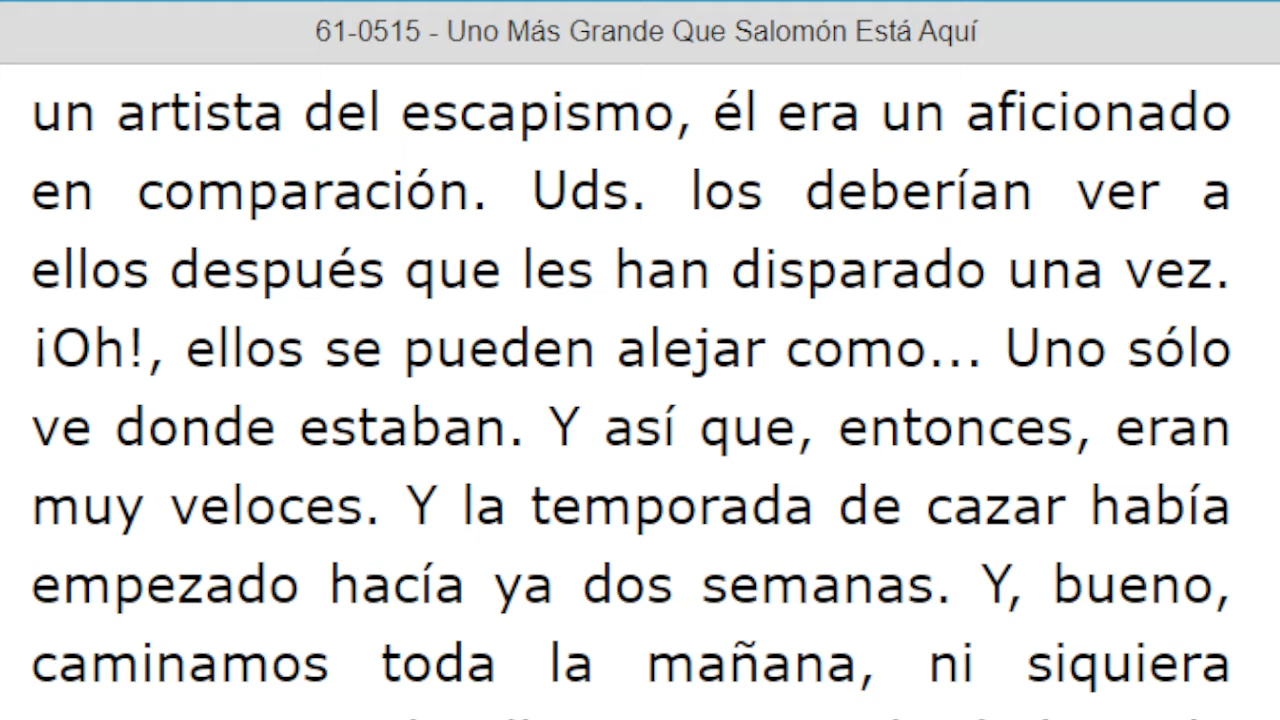 61-0515 - Uno Más Grande Que Salomón Está Aquí
un artista del escapismo, él era un aficionado
en comparación. Uds. los deberían ver a
ellos después que les han disparado una vez.
¡Oh!, ellos se pueden alejar como... Uno sólo
ve donde estaban. Y así que, entonces, eran
muy veloces. Y la temporada de cazar había
empezado hacía ya dos semanas. Y, bueno,
caminamos toda la mañana, ni siquiera